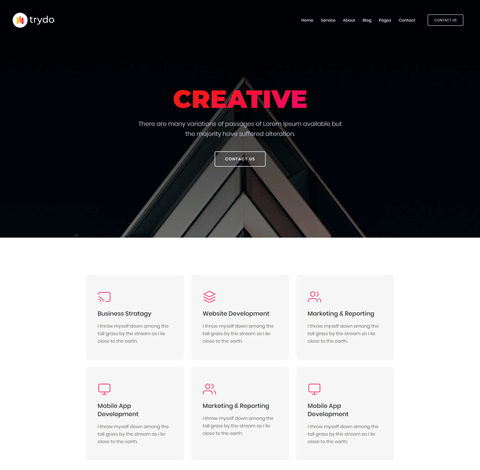 trydo
Home Service About Blog Pages Contact CONTACT US
CREATIVE
There are many variations of passages of Lorem Ipsum available but
the majority have suffered alteration.
CONTACT US
Business Stratagy Website Development Marketing & Reporting
I throw myself down among the I throw myself down among the I throw myself down among the
tall grass by the stream as I lie tall grass by the stream as I lie tall grass by the stream as I lie
close to the earth. close to the earth. close to the earth.
Mobile App
Development
I throw myself down among the
tall grass by the stream as I lie
close to the earth.
Marketing & Reporting
I throw myself down among the
tall grass by the stream as I lie
close to the earth.
Mobile App
Development
I throw myself down among the
tall grass by the stream as I lie
close to the earth.